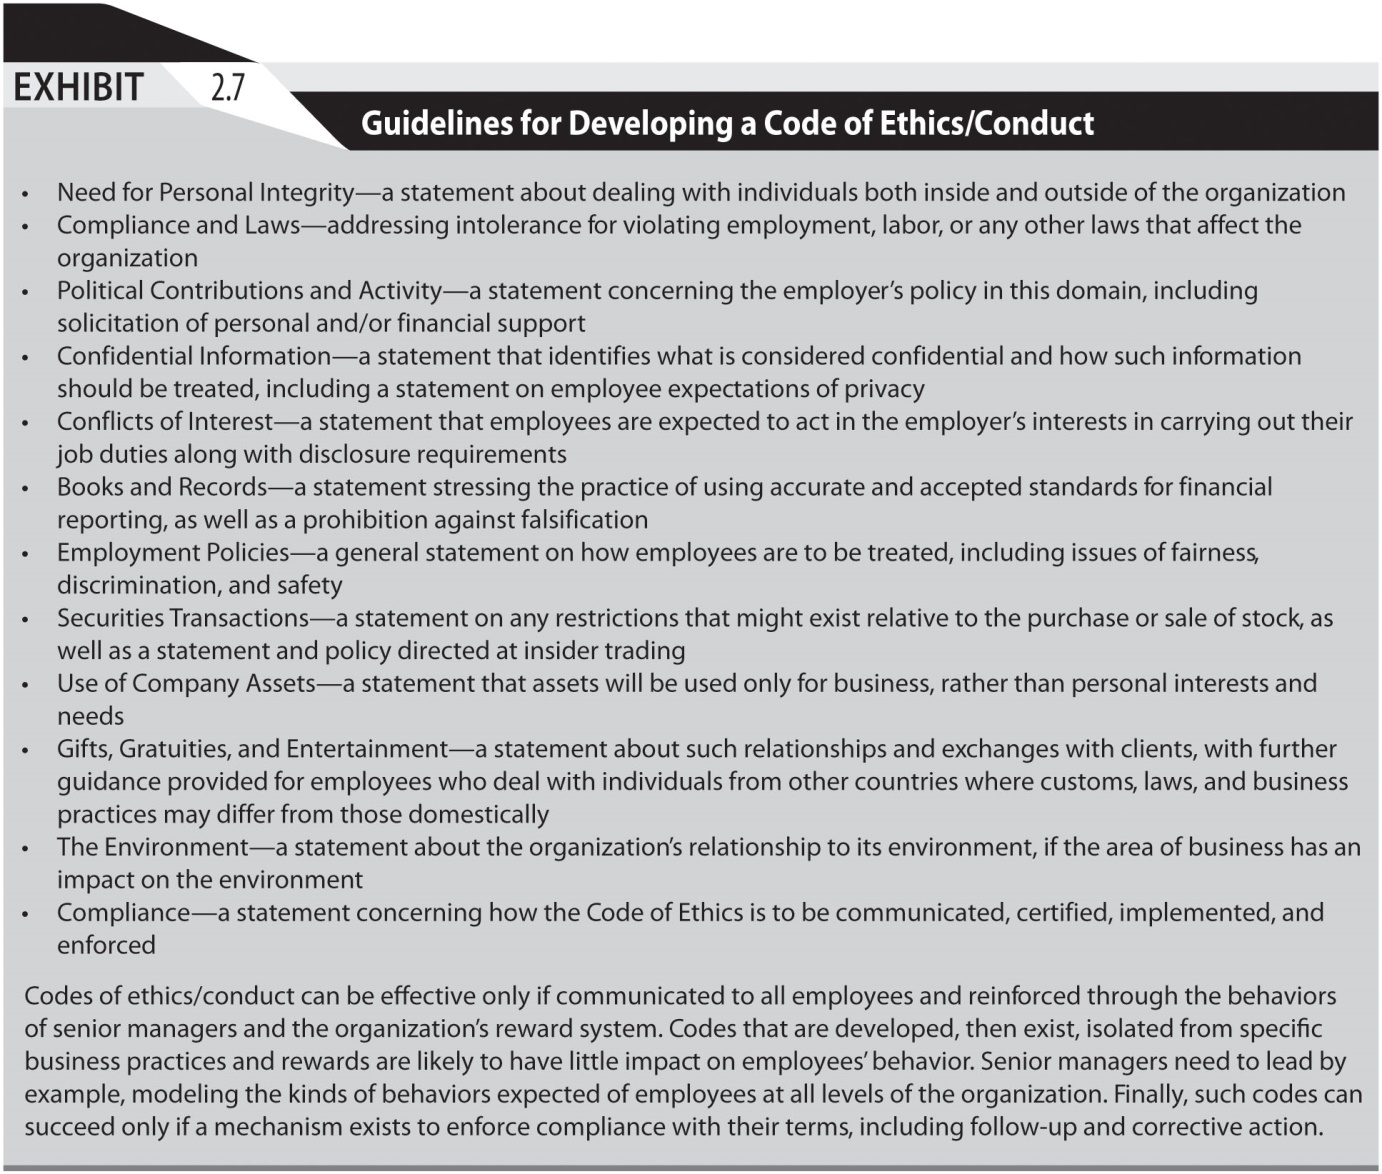 EXHIBIT 2.7
Guidelines for Developing a Code of Ethics/Conduct
• Need for Personal Integrity—a statement about dealing with individuals both inside and outside of the organization
• Compliance and Laws—addressing intolerance for violating employment, labor, or any other laws that affect the
organization
• Political Contributions and Activity—a statement concerning the employer’s policy in this domain, including
solicitation of personal and/or financial support
• Confidential Information—a statement that identifies what is considered confidential and how such information
should be treated, including a statement on employee expectations of privacy
• Conflicts of Interest—a statement that employees are expected to act in the employer’s interests in carrying out their
job duties along with disclosure requirements
• Books and Records—a statement stressing the practice of using accurate and accepted standards for financial
reporting, as well as a prohibition against falsification
• Employment Policies—a general statement on how employees are to be treated, including issues of fairness,
discrimination, and safety
• Securities Transactions—a statement on any restrictions that might exist relative to the purchase or sale of stock, as
well as a statement and policy directed at insider trading
• Use of Company Assets—a statement that assets will be used only for business, rather than personal interests and
needs
• Gifts, Gratuities, and Entertainment—a statement about such relationships and exchanges with clients, with further
guidance provided for employees who deal with individuals from other countries where customs, laws, and business
practices may differ from those domestically
• The Environment—a statement about the organization’s relationship to its environment, if the area of business has an
impact on the environment
• Compliance—a statement concerning how the Code of Ethics is to be communicated, certified, implemented, and
enforced
Codes of ethics/conduct can be effective only if communicated to all employees and reinforced through the behaviors
of senior managers and the organization’s reward system. Codes that are developed, then exist, isolated from specific
business practices and rewards are likely to have little impact on employees’ behavior. Senior managers need to lead by
example, modeling the kinds of behaviors expected of employees at all levels of the organization. Finally, such codes can
succeed only if a mechanism exists to enforce compliance with their terms, including follow-up and corrective action.